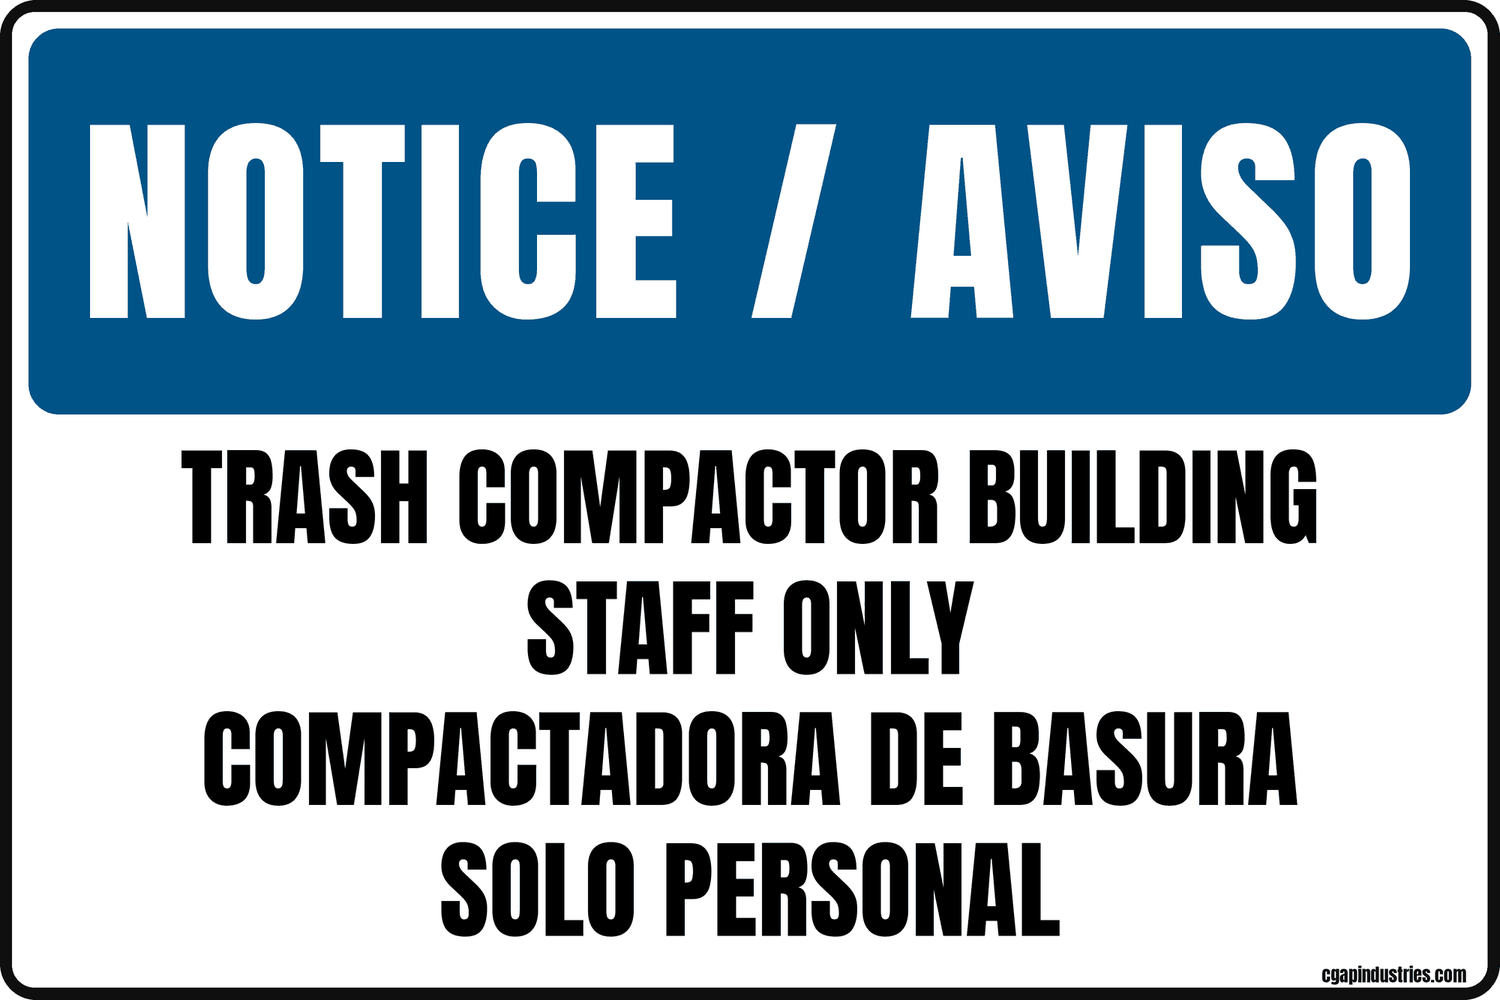 NOTICE / AVISO
TRASH COMPACTOR BUILDING
STAFF ONLY
COMPACTADORA DE BASURA
SOLO PERSONAL
cgapindustries.com